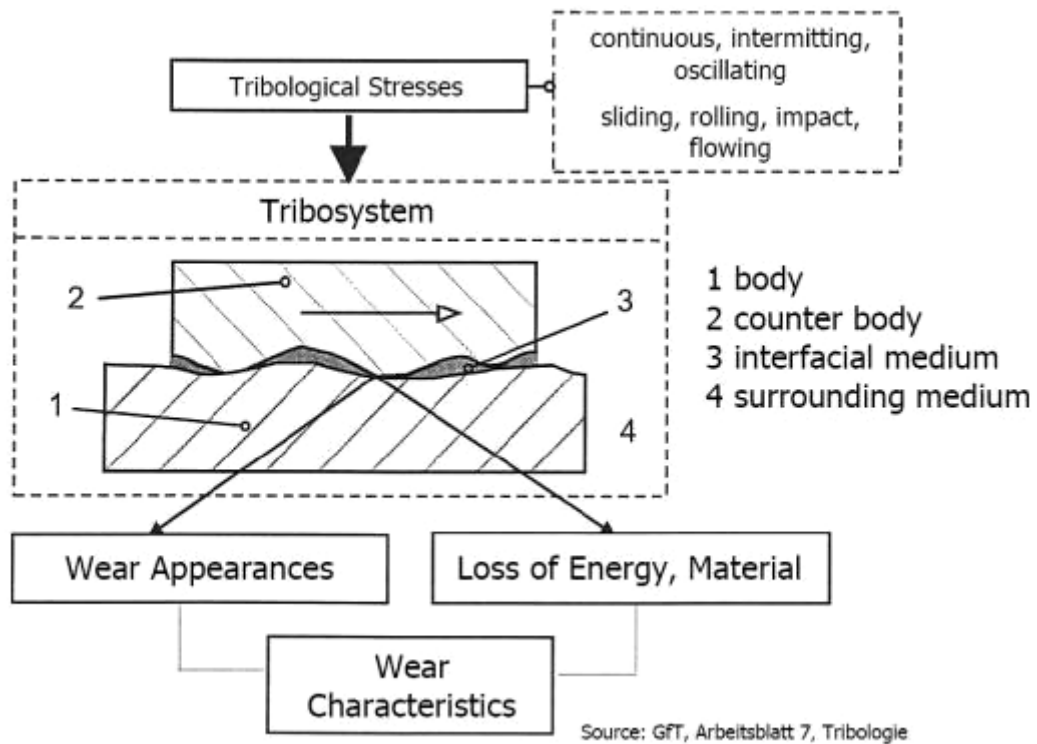 continuous, intermitting,
oscillating
Tribological Stresses
sliding, rolling, impact,
flowing
Tribosystem
2
3
1
4
1 body
2 counter body
3 interfacial medium
4 surrounding medium
Wear Appearances
Loss of Energy, Material
Wear
Characteristics
Source: GfT, Arbeitsblatt 7, Tribologie